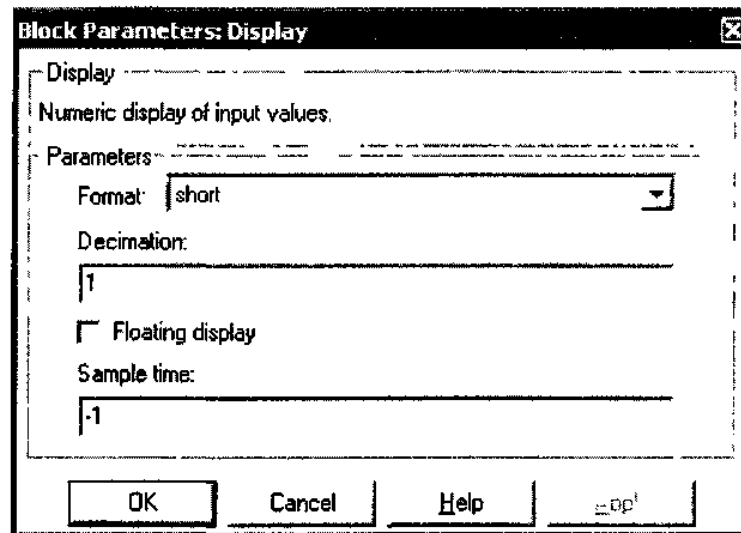 Block Parameters: Display
Display
Numeric display of input values.
Parameters
Format: short
Decimation:
1
Floating display
Sample time:
-1
OK Cancel Help